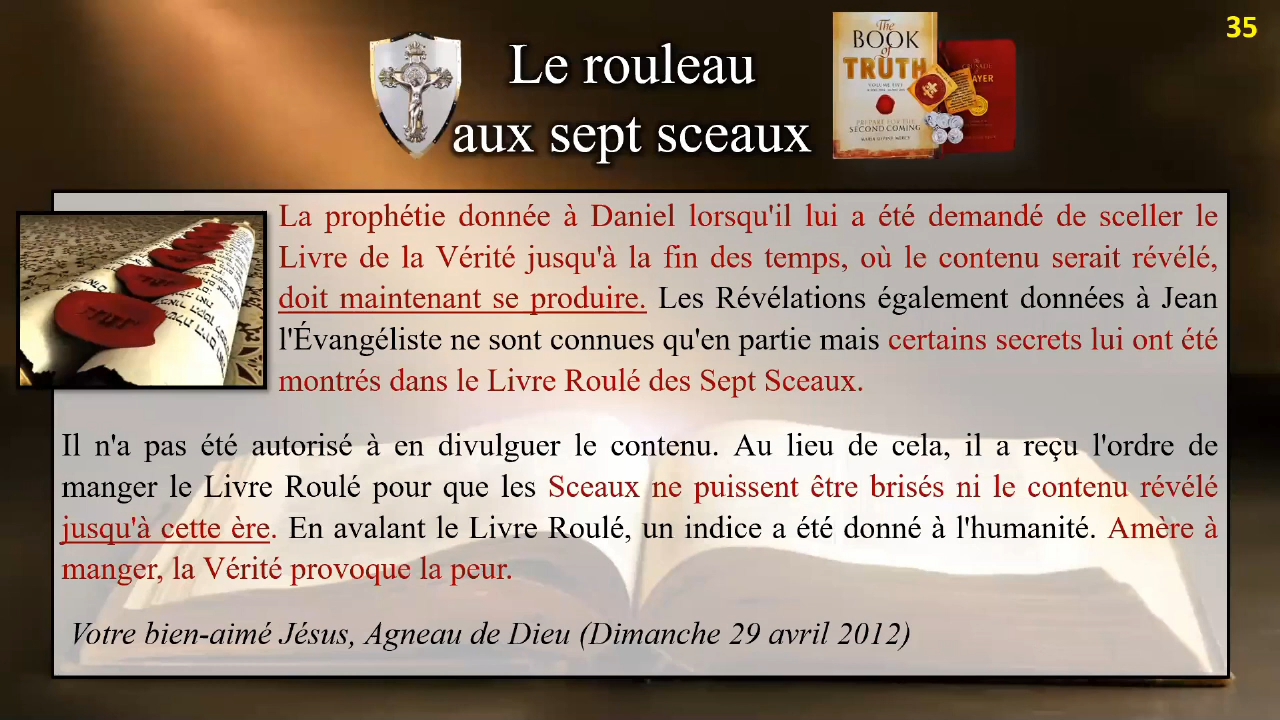 35
The
BOOK
of
TRUTH
PREPARE FOR THE
SECOND COMING
Le rouleau
aux sept sceaux
La prophétie donnée à Daniel lorsqu'il lui a été demandé de sceller le
Livre de la Vérité jusqu'à la fin des temps, où le contenu serait révélé,
doit maintenant se produire. Les Révélations également données à Jean
l'Évangéliste ne sont connues qu'en partie mais certains secrets lui ont été
montrés dans le Livre Roulé des Sept Sceaux.
Il n'a pas été autorisé à en divulguer le contenu. Au lieu de cela, il a reçu l'ordre de
manger le Livre Roulé pour que les Sceaux ne puissent être brisés ni le contenu révélé
jusqu'à cette ère. En avalant le Livre Roulé, un indice a été donné à l'humanité. Amère à
manger, la Vérité provoque la peur.
Votre bien-aimé Jésus, Agneau de Dieu (Dimanche 29 avril 2012)